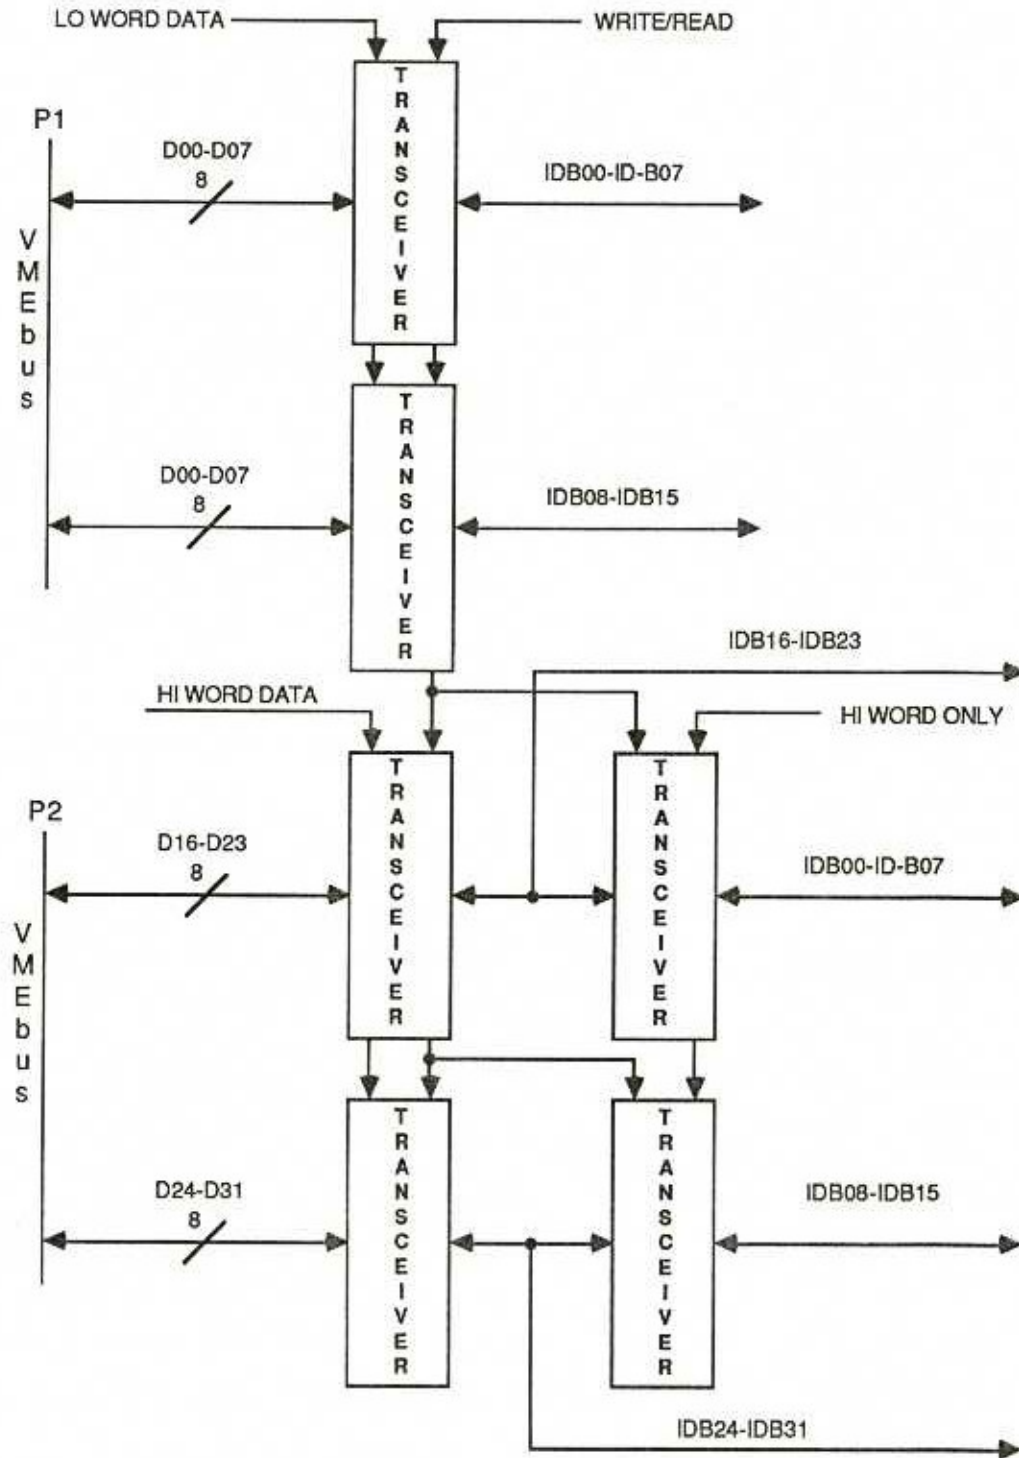 LO WORD DATA
WRITE/READ
TRANSCEIVER
P1
VMEbus
D00-D07
8
IDB00-ID-B07
TRANSCEIVER
D00-D07
8
IDB08-IDB15
IDB16-IDB23
HI WORD DATA
HI WORD ONLY
TRANSCEIVER
TRANSCEIVER
P2
VMEbus
D16-D23
8
IDB00-ID-B07
TRANSCEIVER
TRANSCEIVER
D24-D31
8
IDB08-IDB15
IDB24-IDB31